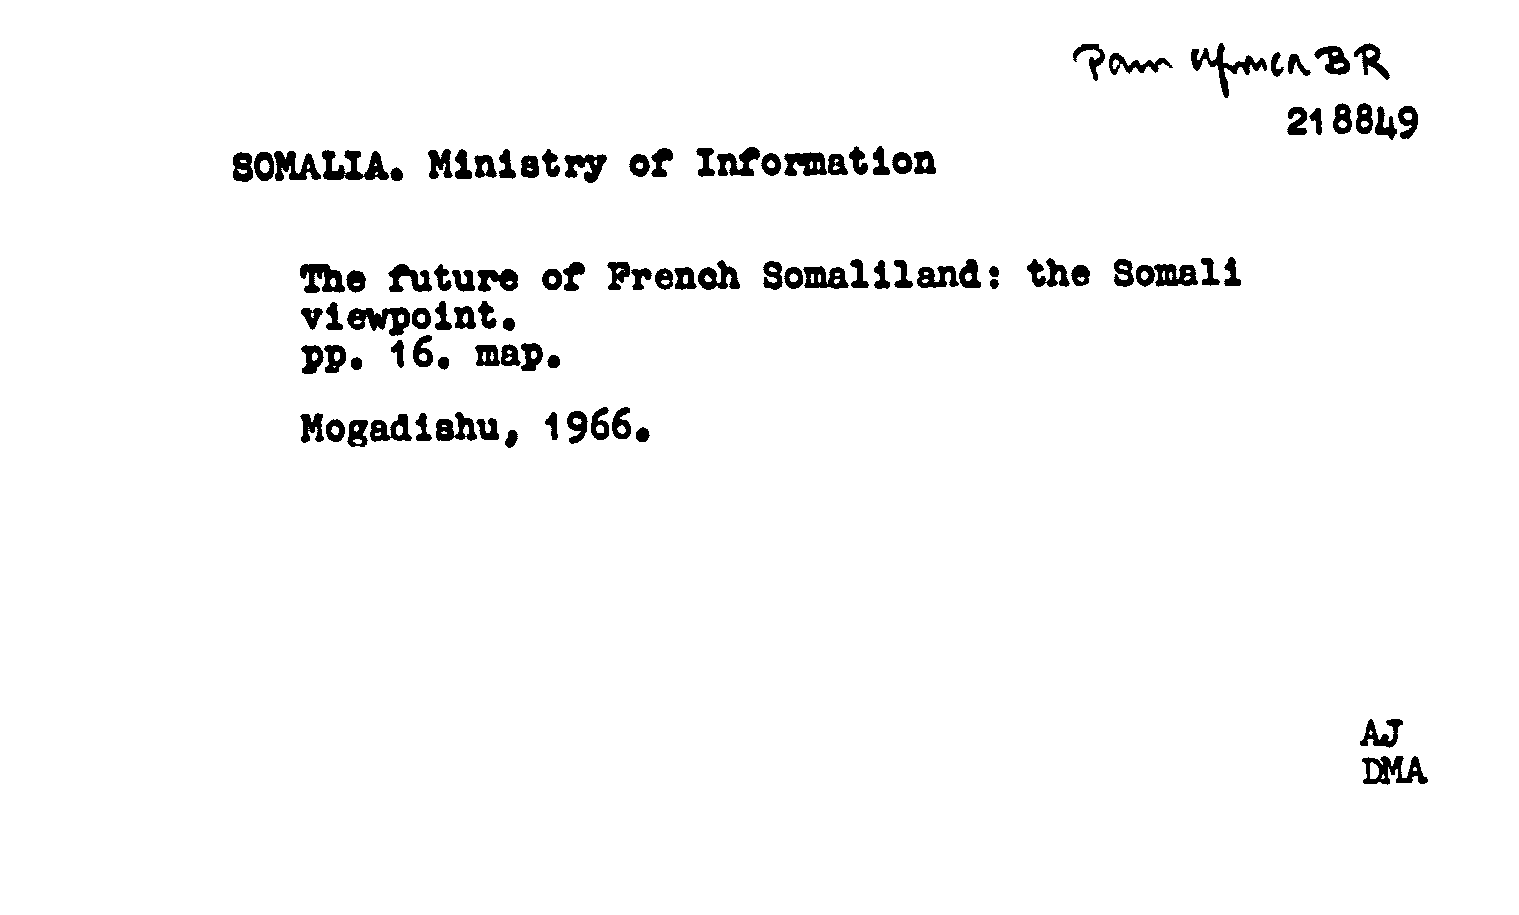 Pam Africa BR
218849
SOMALIA. Ministry of Information
The future of French Somaliland: the Somali
viewpoint.
pp. 16. map.
Mogadishu, 1966.
AJ
DMA